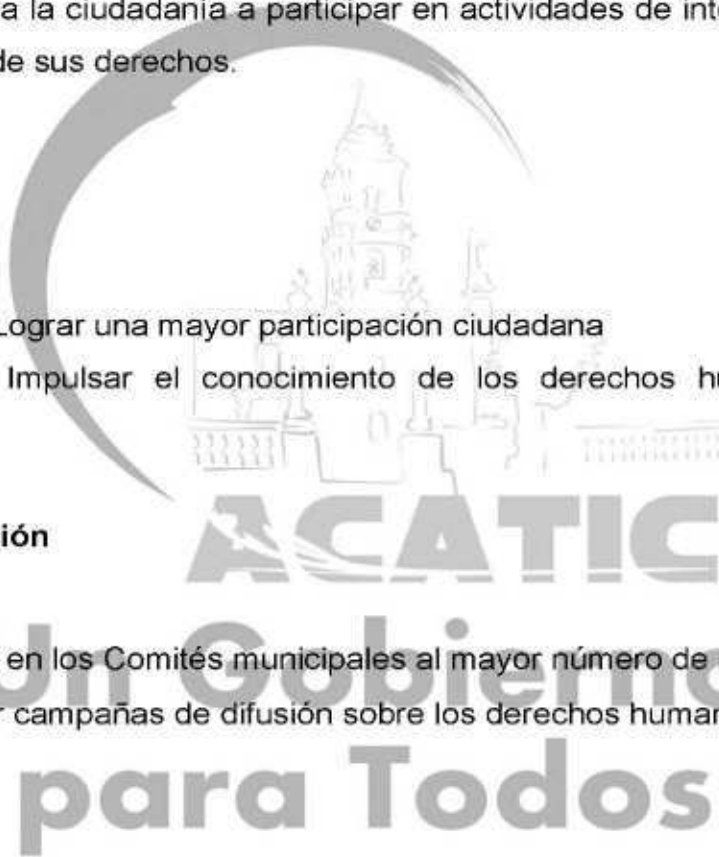 a la ciudadanía a participar en actividades de
de sus derechos.
Lograr una mayor participación ciudadana
Impulsar el conocimiento de los derechos
ión
ACATIC
en los Comités municipales al mayor número de
Un Gobierno
campañas de difusión sobre los derechos
para Todos